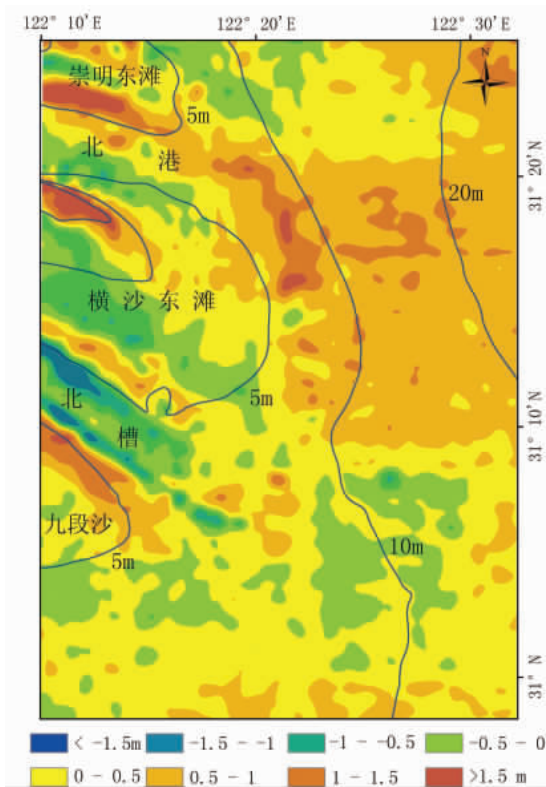 122° 10′E 122° 20′E 122° 30′E
N
崇明东滩
5m
北 港
31° 20′N
20m
横沙东滩
5m
北
槽
31° 10′N
九段沙
10m
5m
31° N
< -1.5m -1.5 - -1 -1 - -0.5 -0.5 - 0
0 - 0.5 0.5 - 1 1 - 1.5 >1.5 m